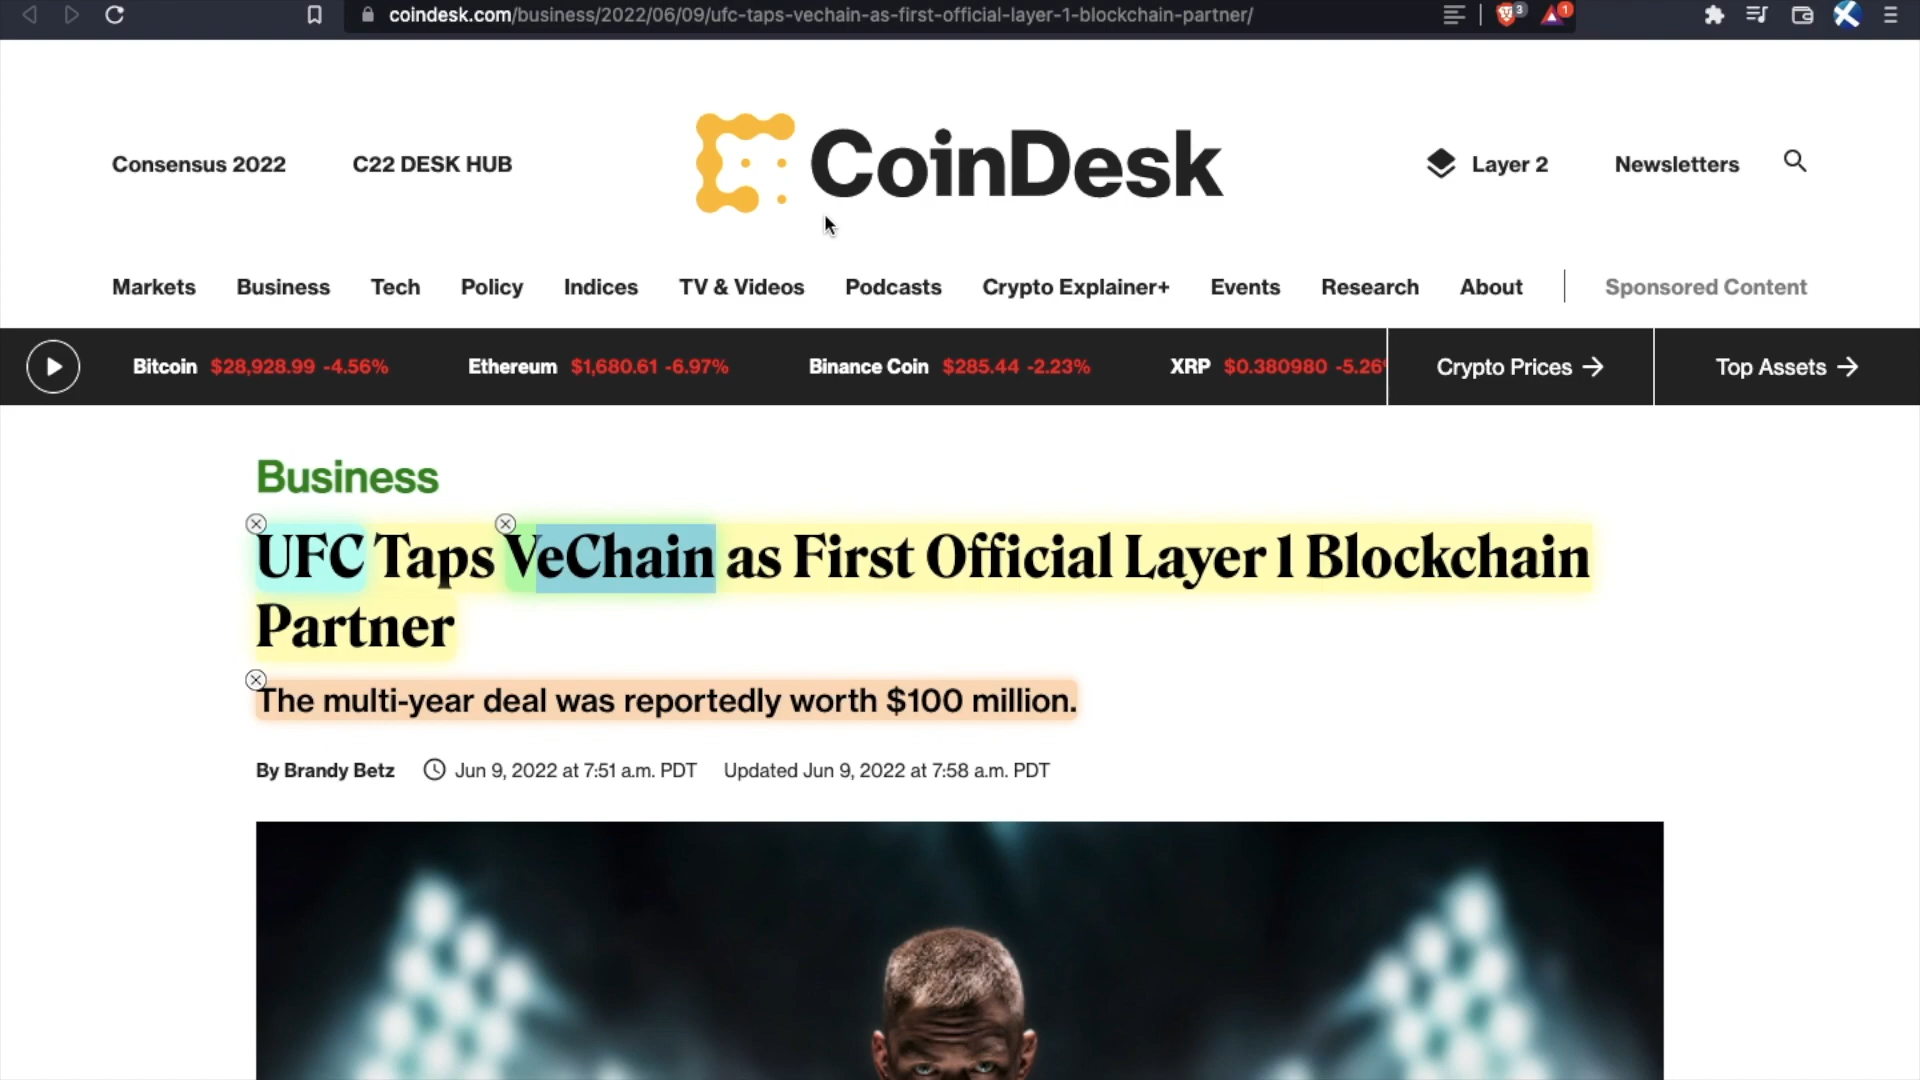 coindesk.com/business/2022/06/09/ufc-taps-vechain-as-first-official-layer-1-blockchain-partner/
3
1
Consensus 2022
C22 DESK HUB
CoinDesk
Layer 2
Newsletters
Markets Business Tech Policy Indices TV & Videos Podcasts Crypto Explainer+ Events Research About Sponsored Content
Bitcoin $28,928.99 -4.56% Ethereum $1,680.61 -6.97% Binance Coin $285.44 -2.23% XRP $0.380980 -5.26 Crypto Prices → Top Assets →
Business
UFC Taps VeChain as First Official Layer 1 Blockchain
Partner
The multi-year deal was reportedly worth $100 million.
By Brandy Betz Jun 9, 2022 at 7:51 a.m. PDT Updated Jun 9, 2022 at 7:58 a.m. PDT